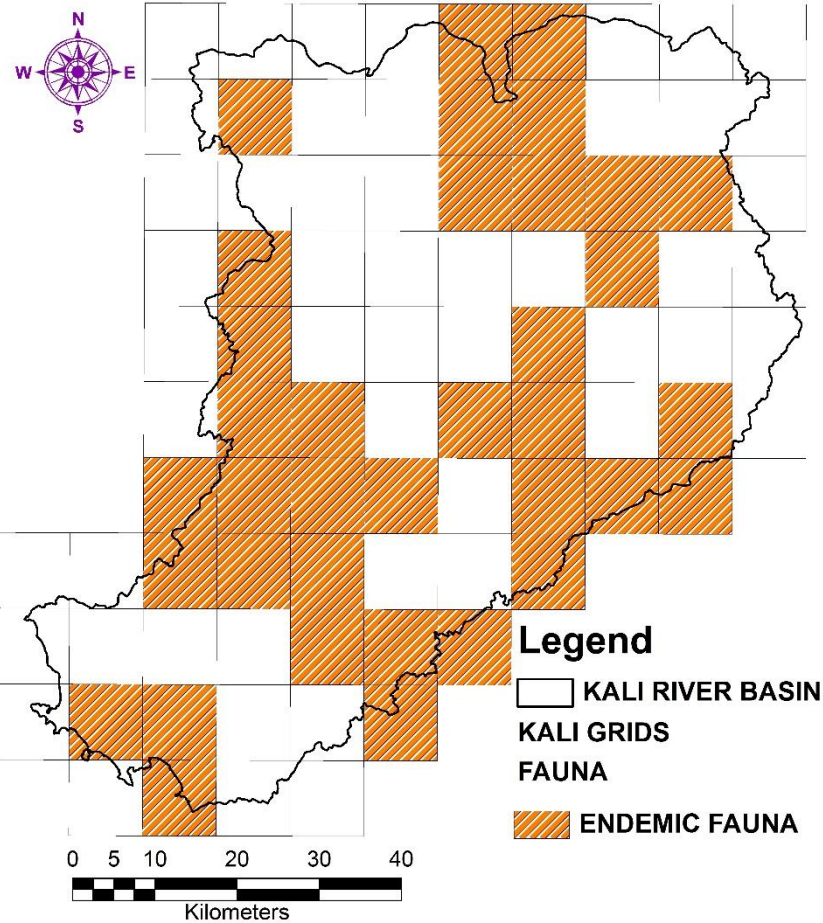 N
W E
S
Legend
KALI RIVER BASIN
KALI GRIDS
FAUNA
ENDEMIC FAUNA
0 5 10 20 30 40
Kilometers